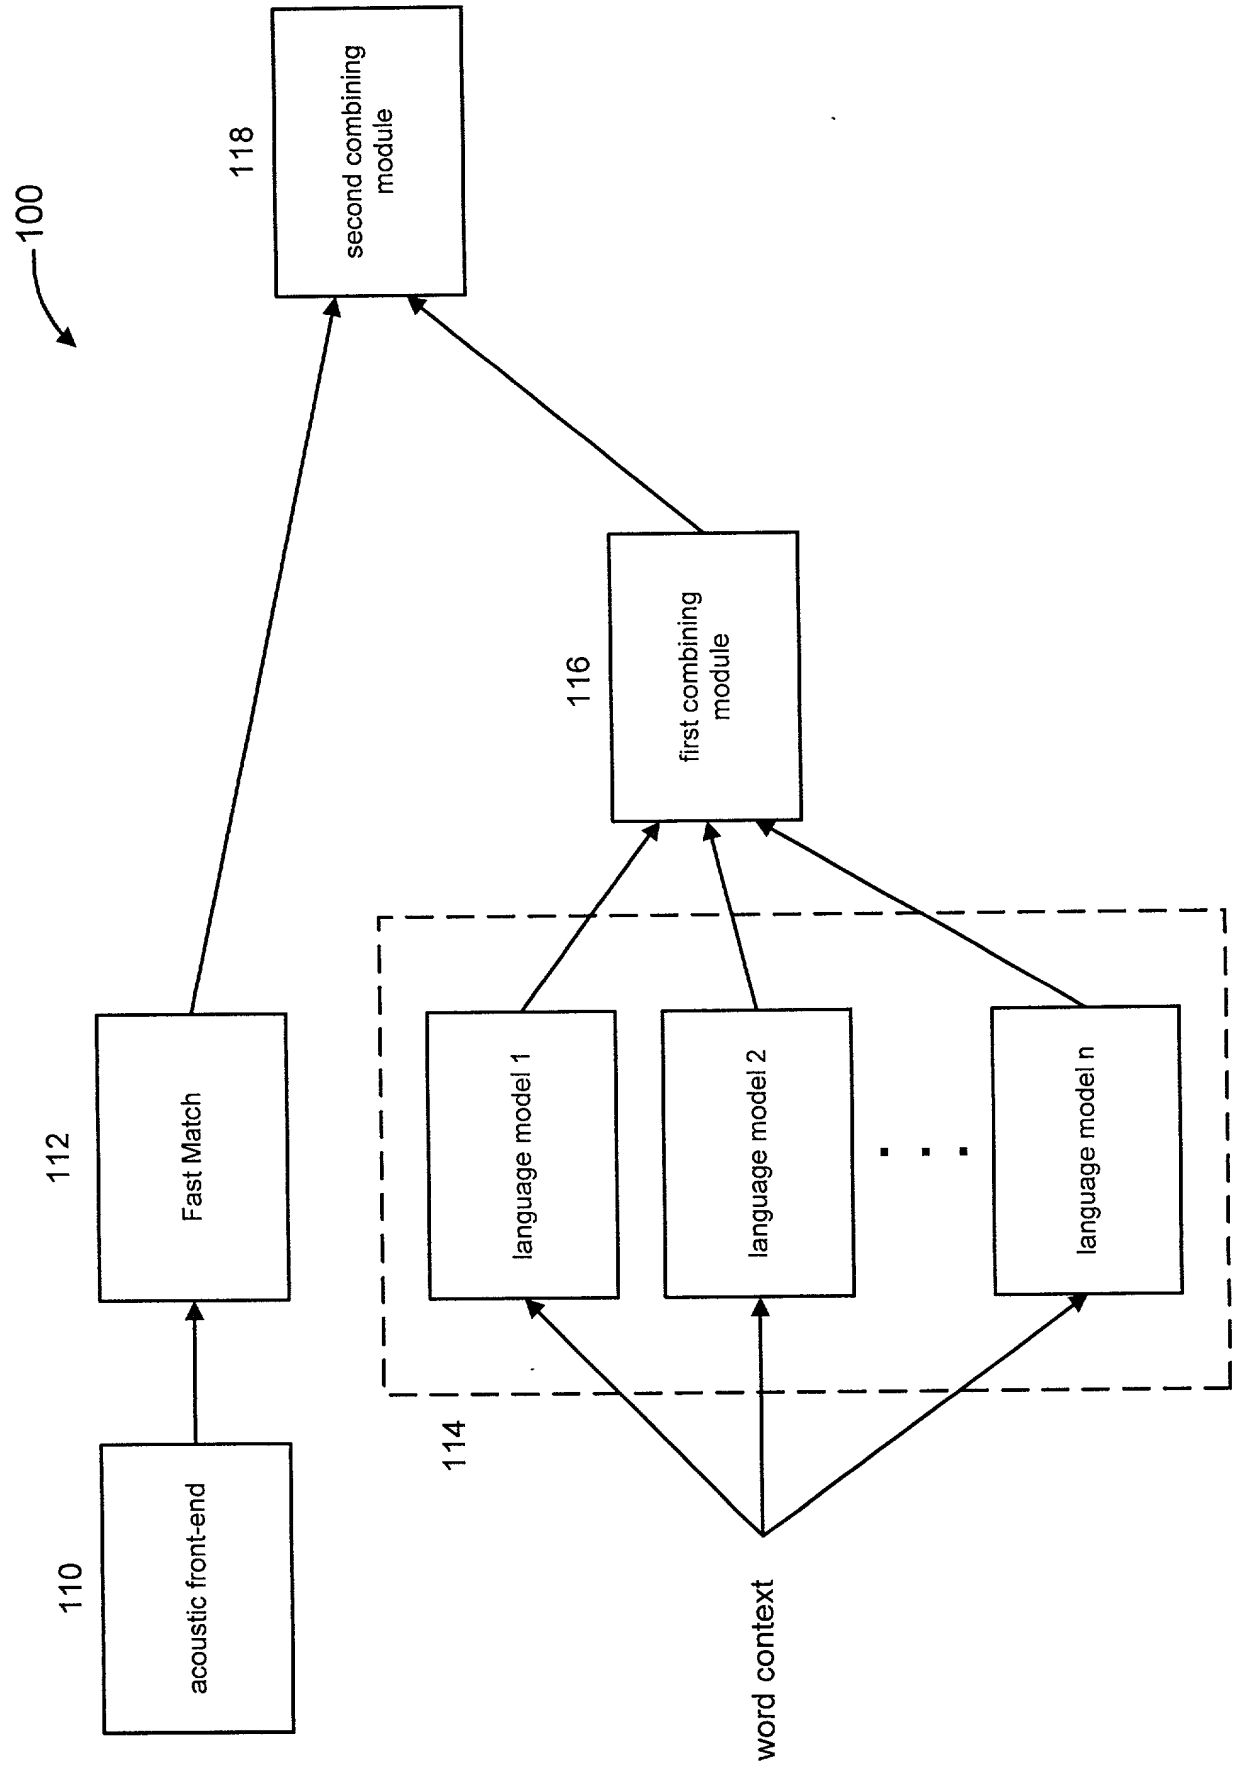 100
110
acoustic front-end
112
Fast Match
118
second combining
module
114
word context
language model 1
language model 2
. . .
language model n
116
first combining
module